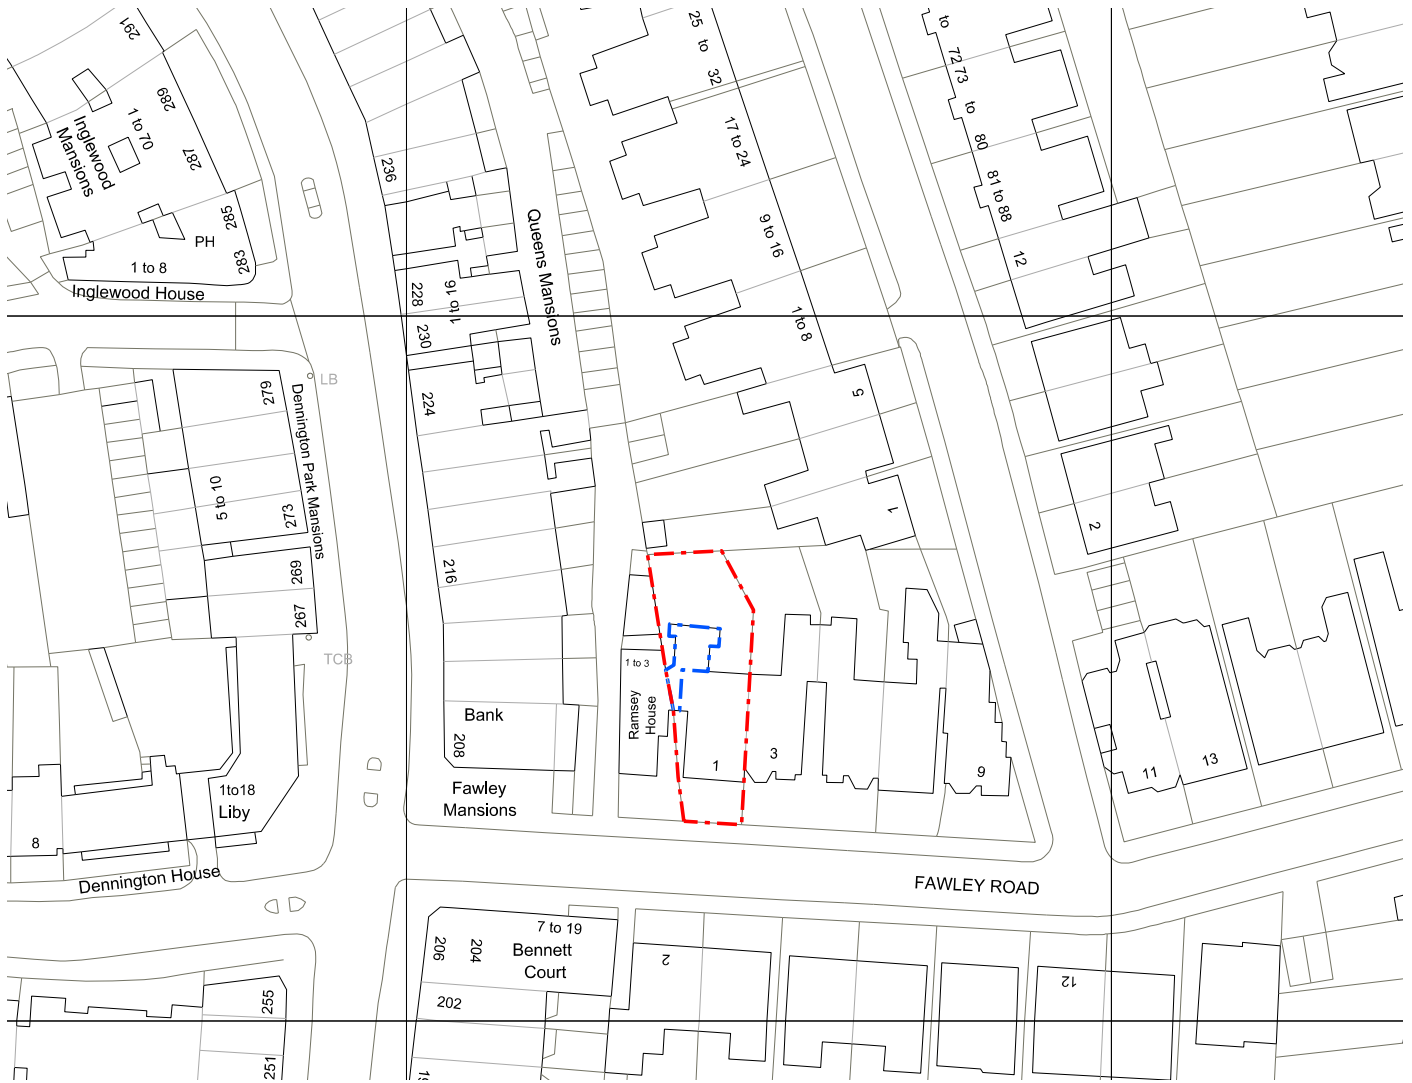 291
289
1 to 70
287
Inglewood
Mansions
285
PH
283
1 to 8
Inglewood House
236
Queens Mansions
228
1 to 16
230
224
25 to 32
17 to 24
9 to 16
1 to 8
5
1
to 72
73 to 80
81 to 88
12
2
LB
279
Dennington Park Mansions
5 to 10
273
269
267
TCB
216
1 to 3
Ramsey
House
Bank
208
1
3
9
11
13
Fawley
Mansions
1to18
Liby
8
Dennington House
FAWLEY ROAD
7 to 19
Bennett
Court
206
204
202
2
12
255
251